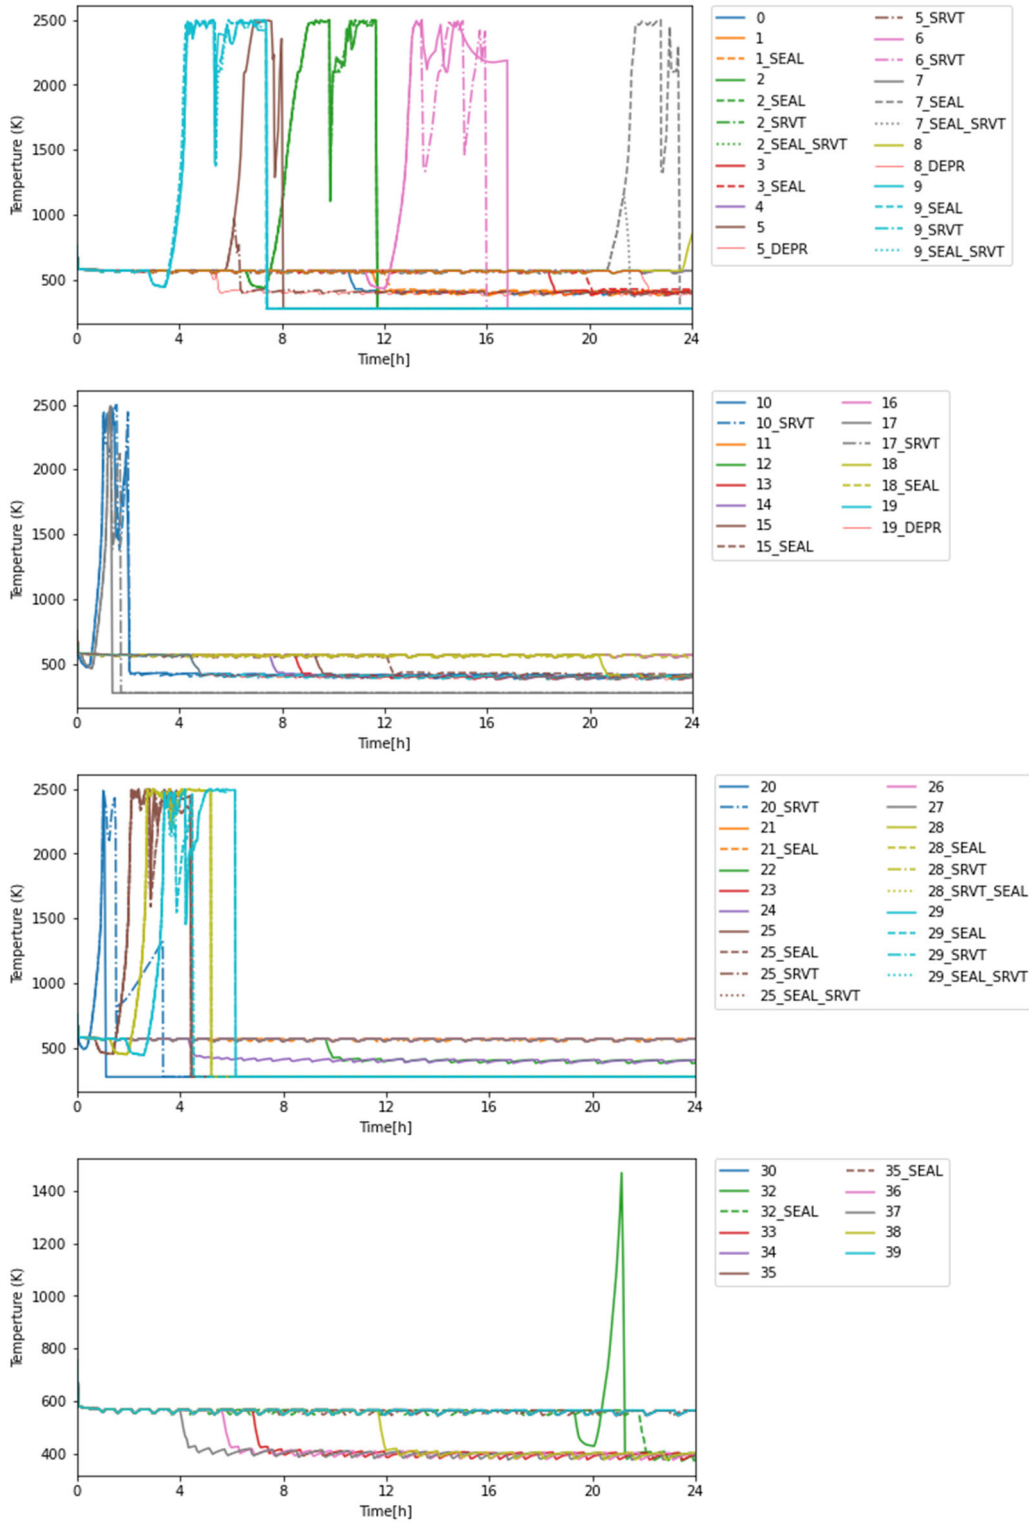 2500
2000
1500
1000
500
Temperture (K)
0 4 8 12 16 20 24
Time[h]
0
1
1_SEAL
2
2_SEAL
2_SRVT
2_SEAL_SRVT
3
3_SEAL
4
5
5_DEPR
5_SRVT
6
6_SRVT
7
7_SEAL
7_SEAL_SRVT
8
8_DEPR
9
9_SEAL
9_SRVT
9_SEAL_SRVT
2500
2000
1500
1000
500
Temperture (K)
0 4 8 12 16 20 24
Time[h]
10
10_SRVT
11
12
13
14
15
15_SEAL
16
17
17_SRVT
18
18_SEAL
19
19_DEPR
2500
2000
1500
1000
500
Temperture (K)
0 4 8 12 16 20 24
Time[h]
20
20_SRVT
21
21_SEAL
22
23
24
25
25_SEAL
25_SRVT
25_SEAL_SRVT
26
27
28
28_SEAL
28_SRVT
28_SRVT_SEAL
29
29_SEAL
29_SRVT
29_SEAL_SRVT
1400
1200
1000
800
600
400
Temperture (K)
0 4 8 12 16 20 24
Time[h]
30
32
32_SEAL
33
34
35
35_SEAL
36
37
38
39